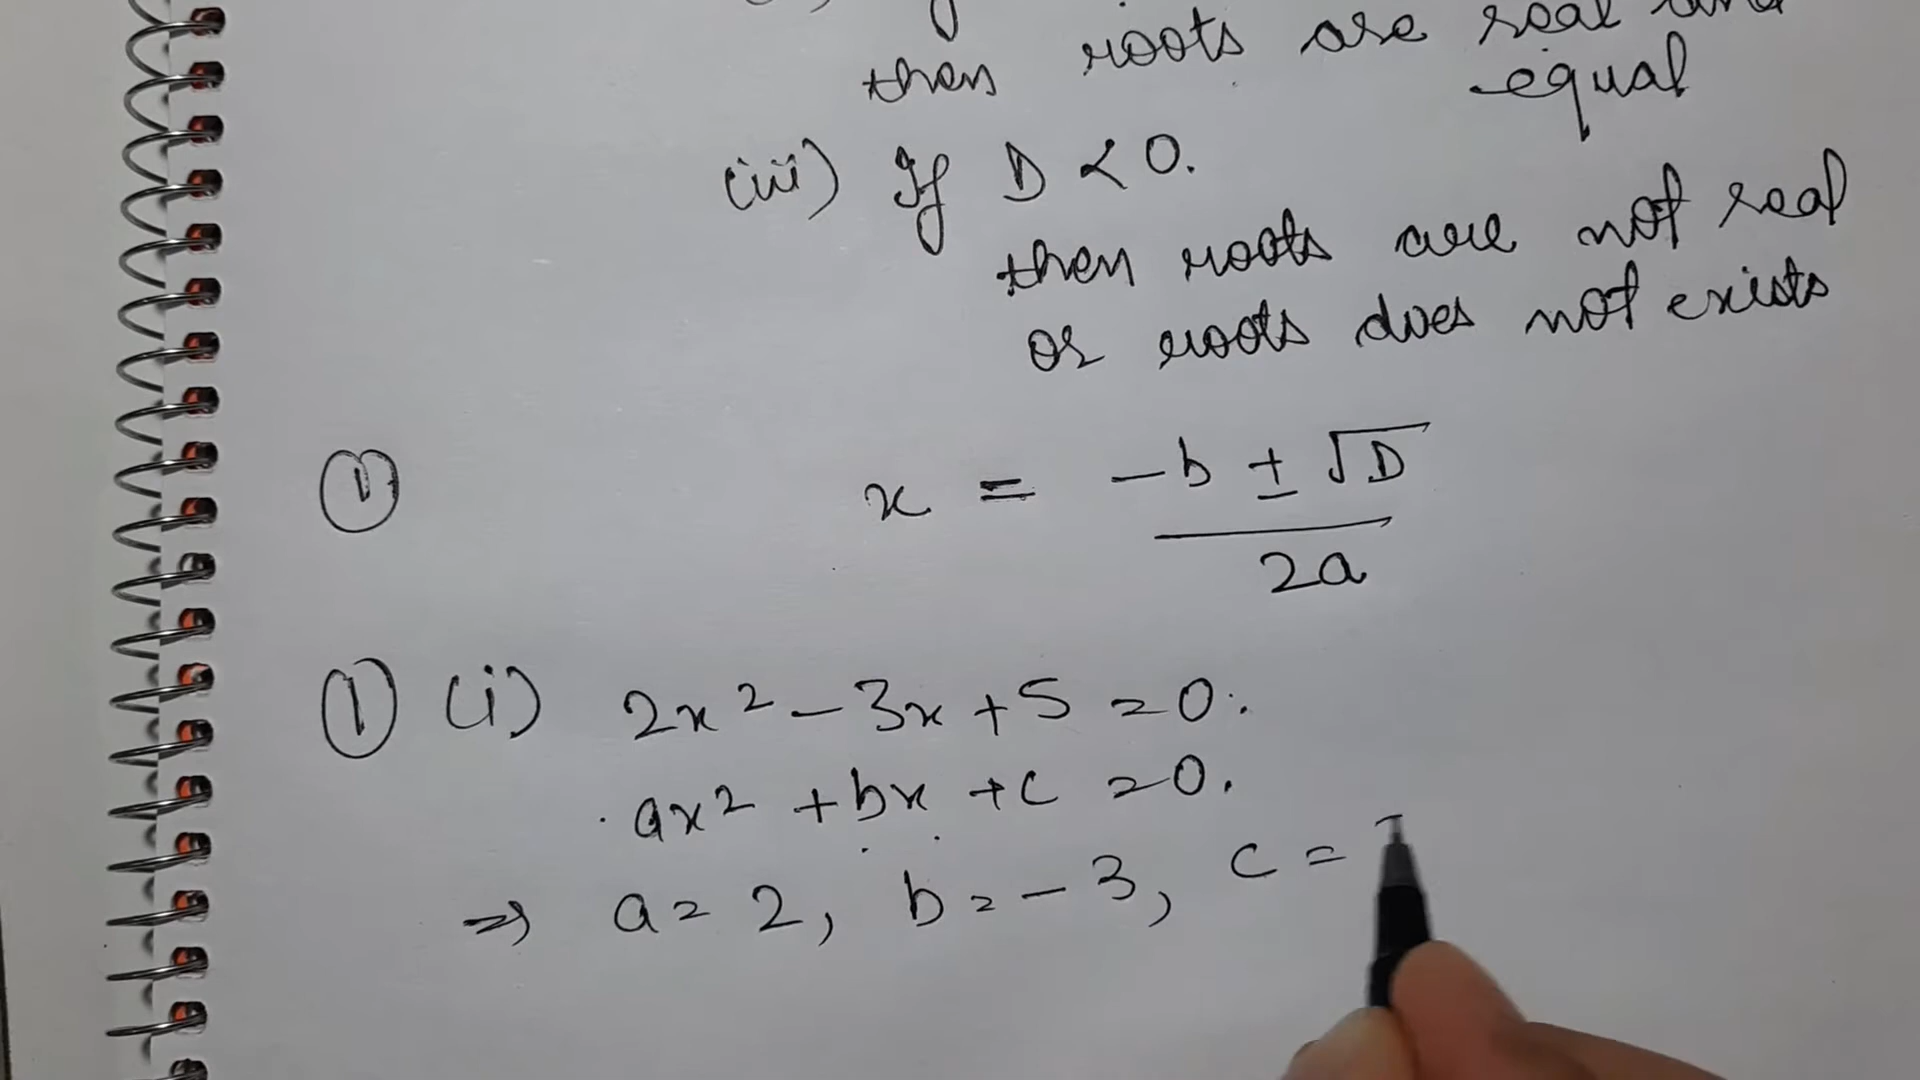 then roots are real and
equal
(iii) If D < 0.
then roots are not real
or roots does not exists
① x = -b ± √D
2a
① (i) 2x² - 3x + 5 = 0.
ax² + bx + c = 0.
⇒ a = 2, b = - 3, c =